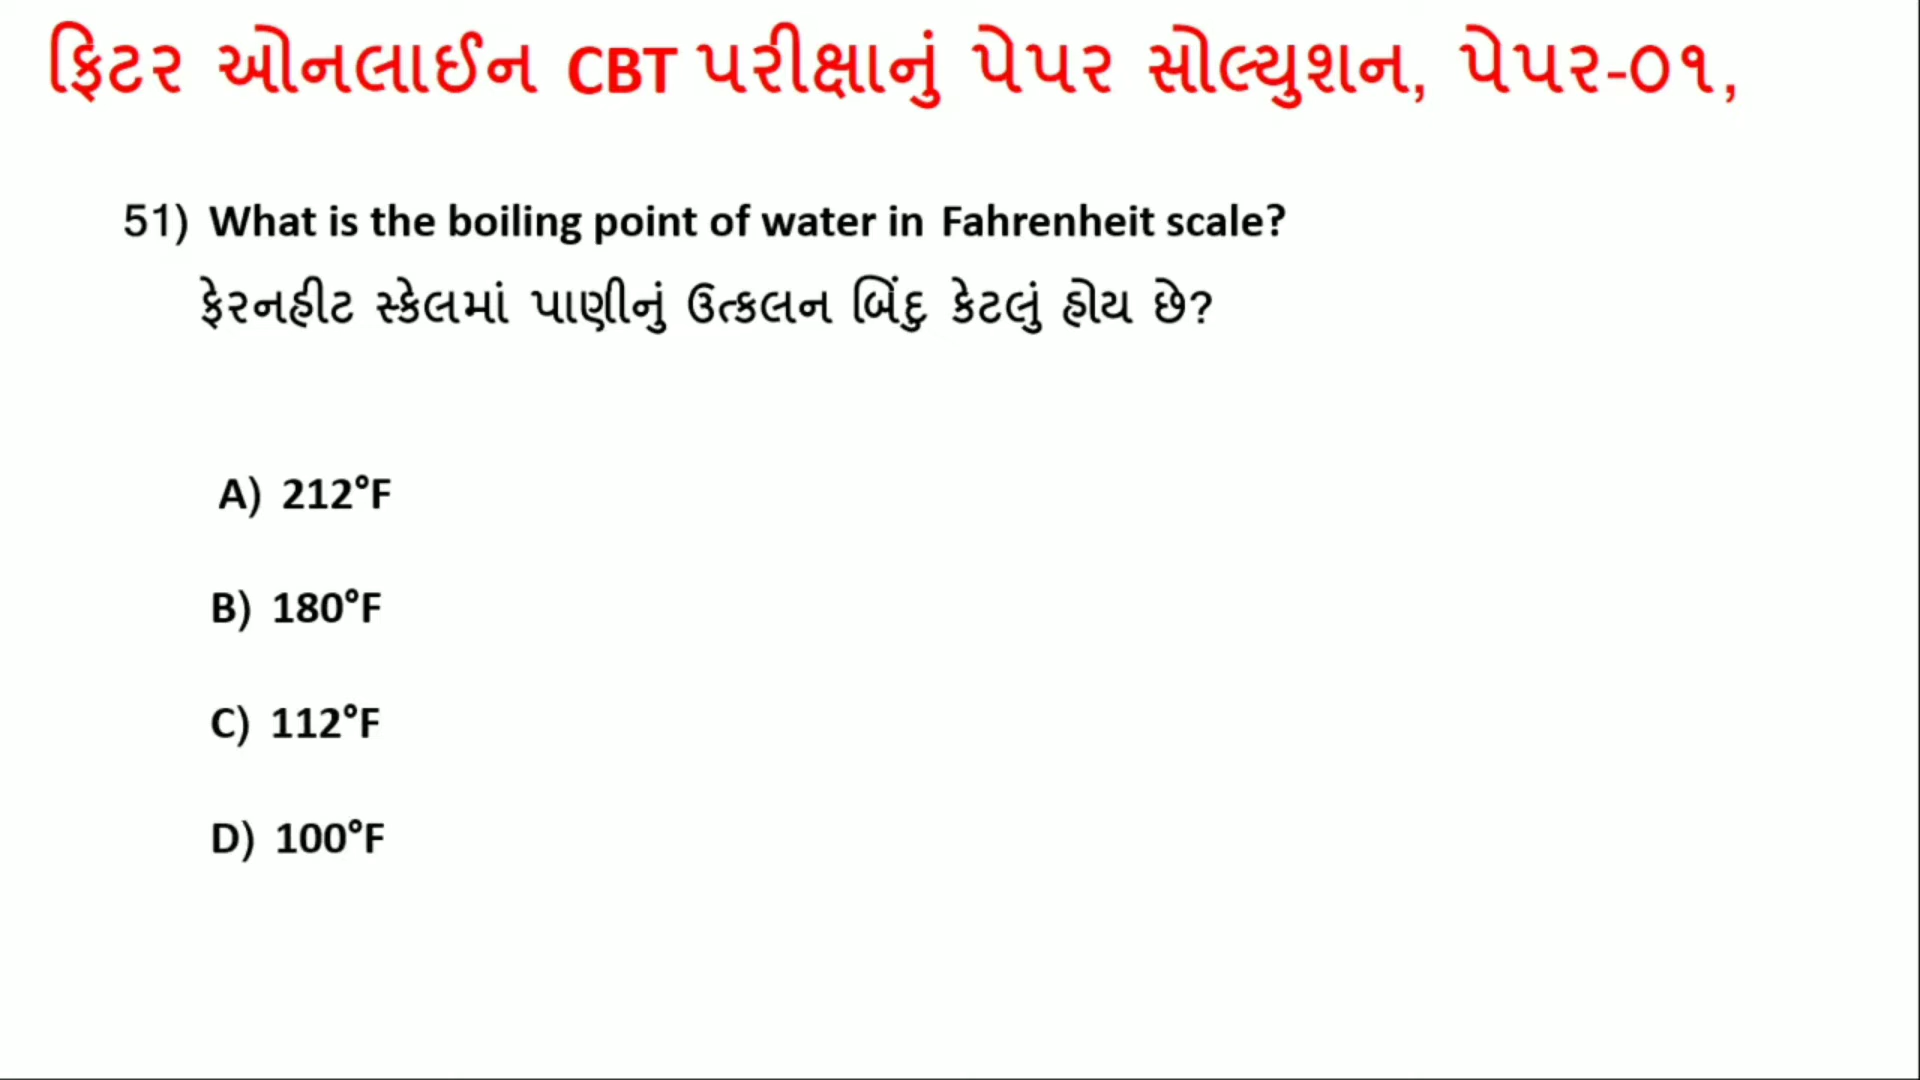 ફિટર ઓનલાઈન CBT પરીક્ષાનું પેપર સોલ્યુશન, પેપર-૦૧,
51) What is the boiling point of water in Fahrenheit scale?
ફેરનહીટ સ્કેલમાં પાણીનું ઉત્કલન બિંદુ કેટલું હોય છે?
A) 212°F
B) 180°F
C) 112°F
D) 100°F